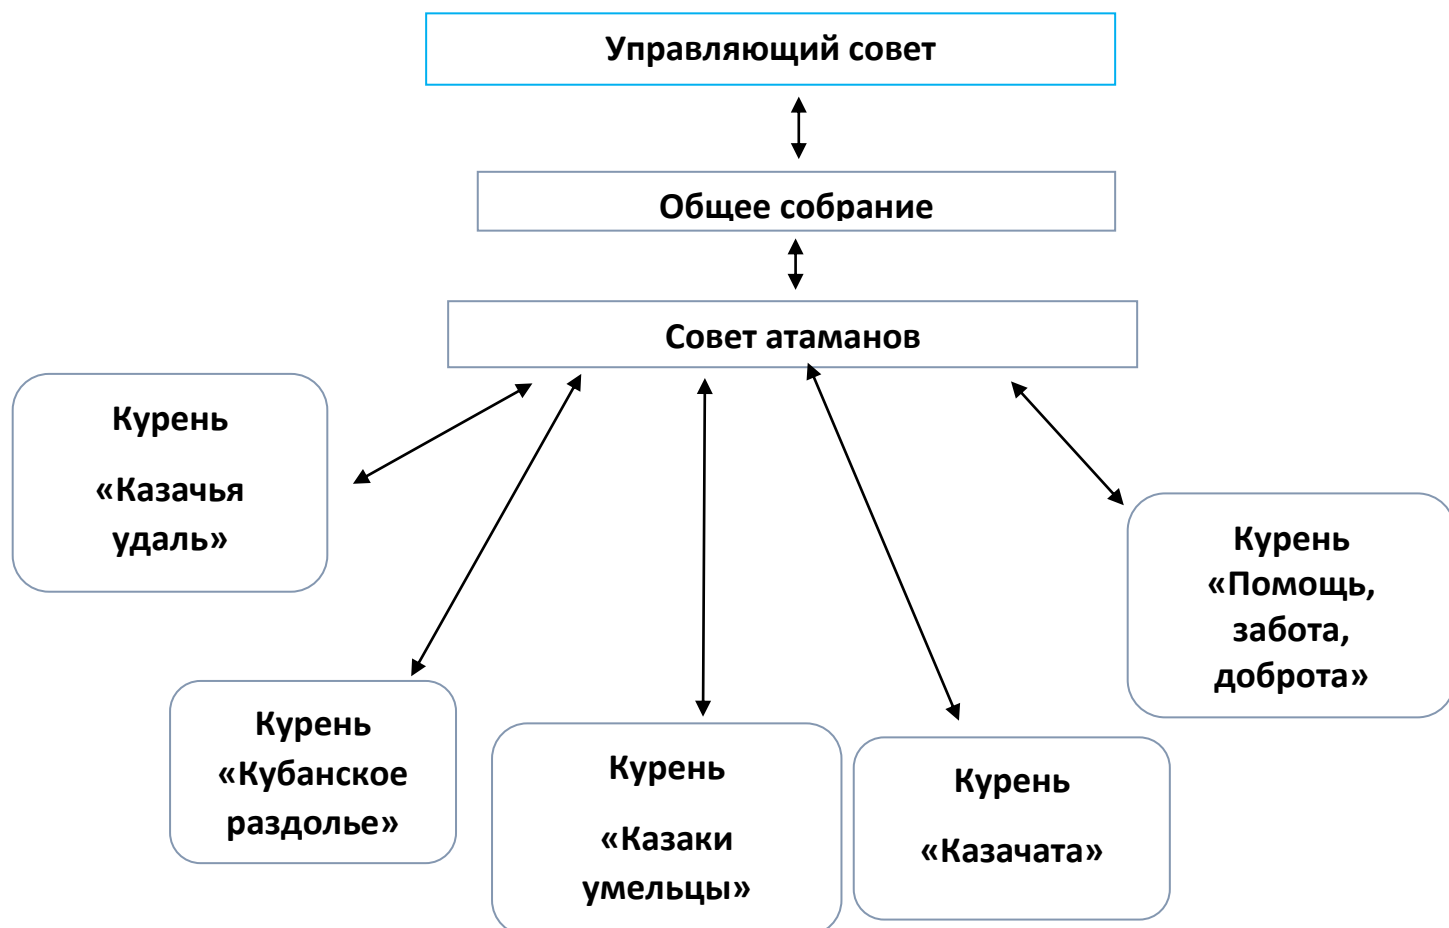 Управляющий совет
Общее собрание
Совет атаманов
Курень
«Казачья
удаль»
Курень
«Кубанское
раздолье»
Курень
«Казаки
умельцы»
Курень
«Казачата»
Курень
«Помощь,
забота,
доброта»